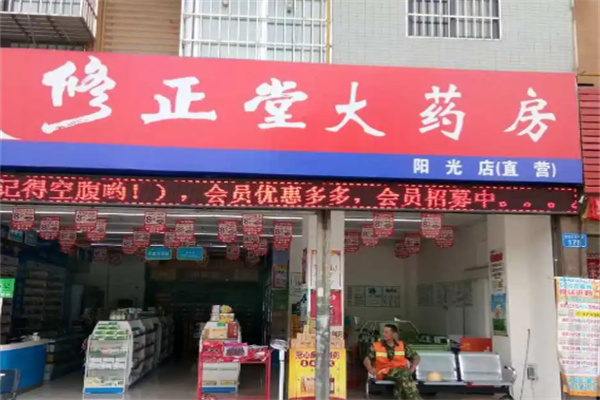 修正堂大药房
阳光店(直营)
记得空腹哟!），会员优惠多多，会员招募中。。。。